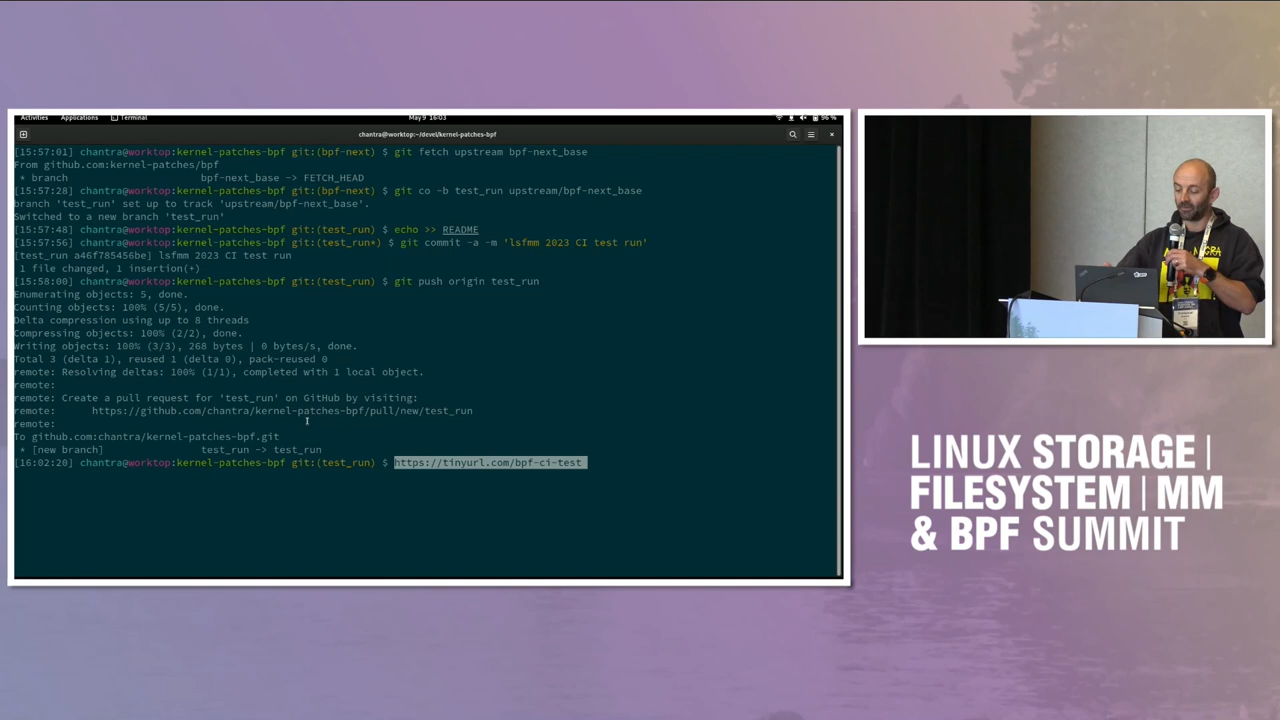 Activities Applications Terminal May 9 16:03 96 %
chantra@worktop:~/devel/kernel-patches-bpf
[15:57:01] chantra@worktop:kernel-patches-bpf git:(bpf-next) $ git fetch upstream bpf-next_base
From github.com:kernel-patches/bpf
* branch bpf-next_base -> FETCH_HEAD
[15:57:28] chantra@worktop:kernel-patches-bpf git:(bpf-next) $ git co -b test_run upstream/bpf-next_base
branch 'test_run' set up to track 'upstream/bpf-next_base'.
Switched to a new branch 'test_run'
[15:57:48] chantra@worktop:kernel-patches-bpf git:(test_run) $ echo >> README
[15:57:56] chantra@worktop:kernel-patches-bpf git:(test_run*) $ git commit -a -m 'lsfmm 2023 CI test run'
[test_run a46f785456be] lsfmm 2023 CI test run
1 file changed, 1 insertion(+)
[15:58:00] chantra@worktop:kernel-patches-bpf git:(test_run) $ git push origin test_run
Enumerating objects: 5, done.
Counting objects: 100% (5/5), done.
Delta compression using up to 8 threads
Compressing objects: 100% (2/2), done.
Writing objects: 100% (3/3), 268 bytes | 0 bytes/s, done.
Total 3 (delta 1), reused 1 (delta 0), pack-reused 0
remote: Resolving deltas: 100% (1/1), completed with 1 local object.
remote:
remote: Create a pull request for 'test_run' on GitHub by visiting:
remote: https://github.com/chantra/kernel-patches-bpf/pull/new/test_run
remote:
To github.com:chantra/kernel-patches-bpf.git
* [new branch] test_run -> test_run
[16:02:20] chantra@worktop:kernel-patches-bpf git:(test_run) $ https://tinyurl.com/bpf-ci-test
LINUX STORAGE |
FILESYSTEM | MM
& BPF SUMMIT